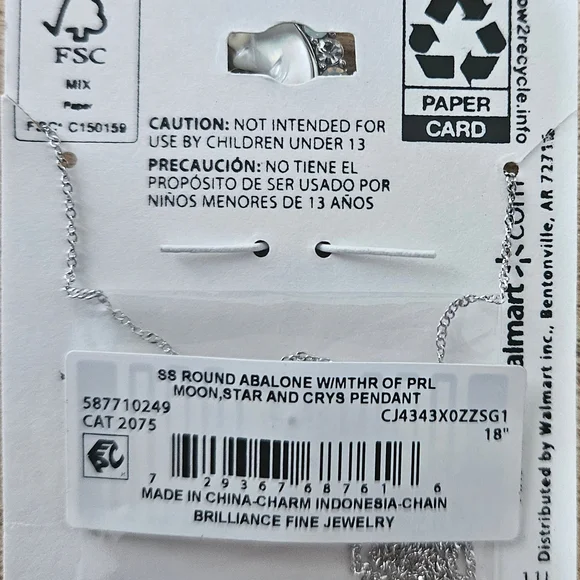 FSC
MIX
Paper
FSC® C150159
CAUTION: NOT INTENDED FOR
USE BY CHILDREN UNDER 13
PRECAUCIÓN: NO TIENE EL
PROPÓSITO DE SER USADO POR
NIÑOS MENORES DE 13 AÑOS
PAPER
CARD
how2recycle.info
almart
.com
Distributed by Walmart inc., Bentonville, AR 72716
SS ROUND ABALONE W/MTHR OF PRL
MOON,STAR AND CRYS PENDANT
587710249
CJ4343X0ZZSG1
CAT 2075
18"
7 29367 68761 6
MADE IN CHINA-CHARM INDONESIA-CHAIN
BRILLIANCE FINE JEWELRY